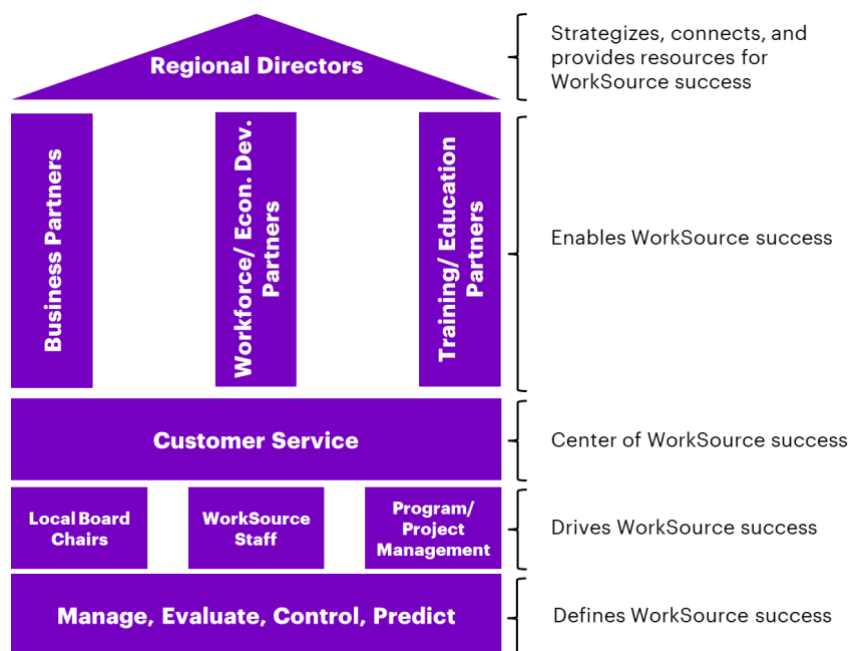 Regional Directors
Strategizes, connects, and
provides resources for
WorkSource success
Business Partners
Workforce/ Econ. Dev.
Partners
Training/ Education
Partners
Enables WorkSource success
Customer Service
Center of WorkSource success
Local Board
Chairs
WorkSource
Staff
Program/
Project
Management
Drives WorkSource success
Manage, Evaluate, Control, Predict
Defines WorkSource success